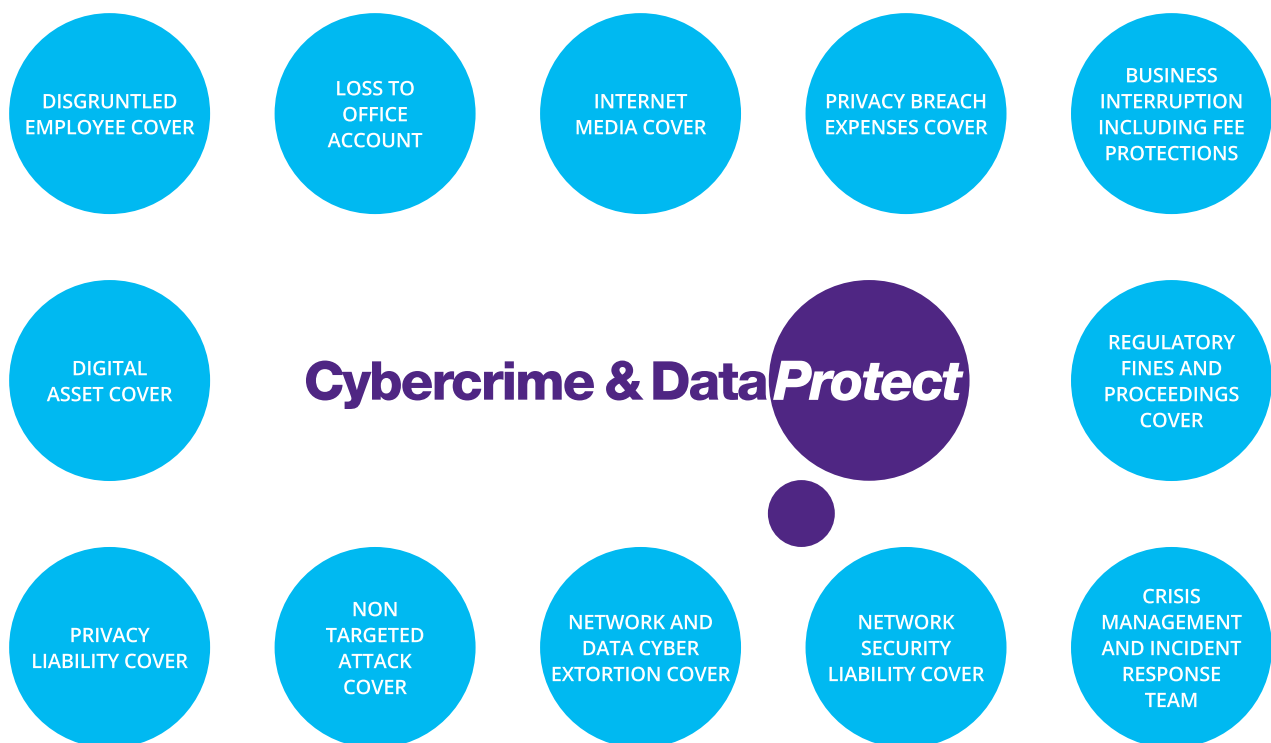 DISGRUNTLED
EMPLOYEE COVER
LOSS TO
OFFICE
ACCOUNT
INTERNET
MEDIA COVER
PRIVACY BREACH
EXPENSES COVER
BUSINESS
INTERRUPTION
INCLUDING FEE
PROTECTIONS
DIGITAL
ASSET COVER
Cybercrime & DataProtect
REGULATORY
FINES AND
PROCEEDINGS
COVER
PRIVACY
LIABILITY COVER
NON
TARGETED
ATTACK
COVER
NETWORK AND
DATA CYBER
EXTORTION COVER
NETWORK
SECURITY
LIABILITY COVER
CRISIS
MANAGEMENT
AND INCIDENT
RESPONSE
TEAM